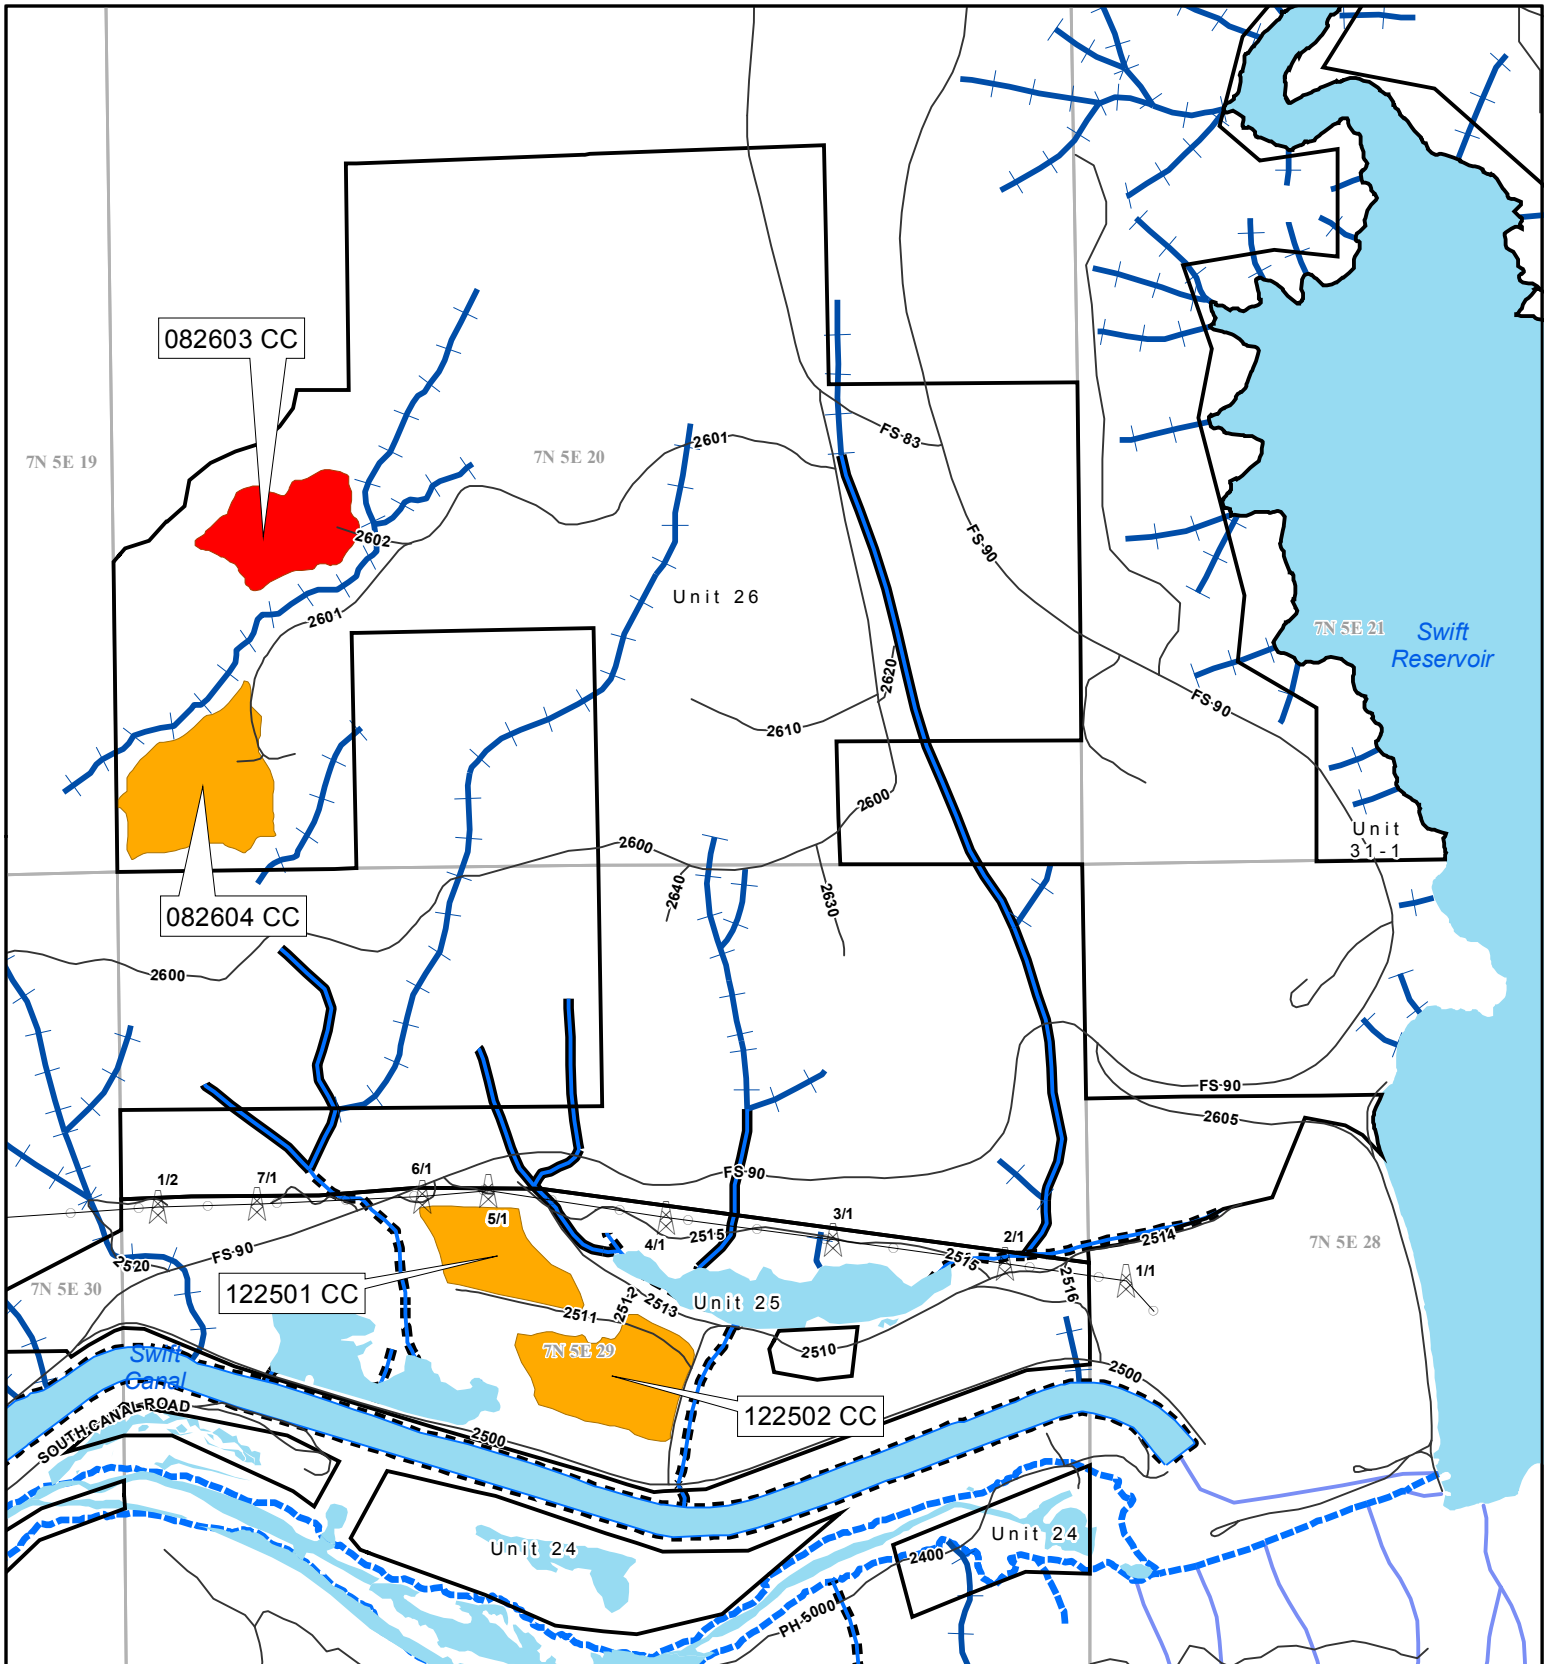 082603 CC
FS-83
2601
7N 5E 19
7N 5E 20
FS-90
2602
Unit 26
2601
7N 5E 21
Swift
Reservoir
2620
FS-90
2610
2600
Unit
31-1
2600
2640
2630
082604 CC
2600
FS-90
2605
FS-90
6/1
1/2
7/1
5/1
3/1
4/1
2515
2/1
2514
2515
7N 5E 28
FS-90
2520
1/1
2516
7N 5E 30
122501 CC
2512
2513
Unit 25
2511
7N 5E 29
2510
Swift
Canal
2500
SOUTH CANAL ROAD
122502 CC
2500
Unit 24
Unit 24
2400
PH-5000